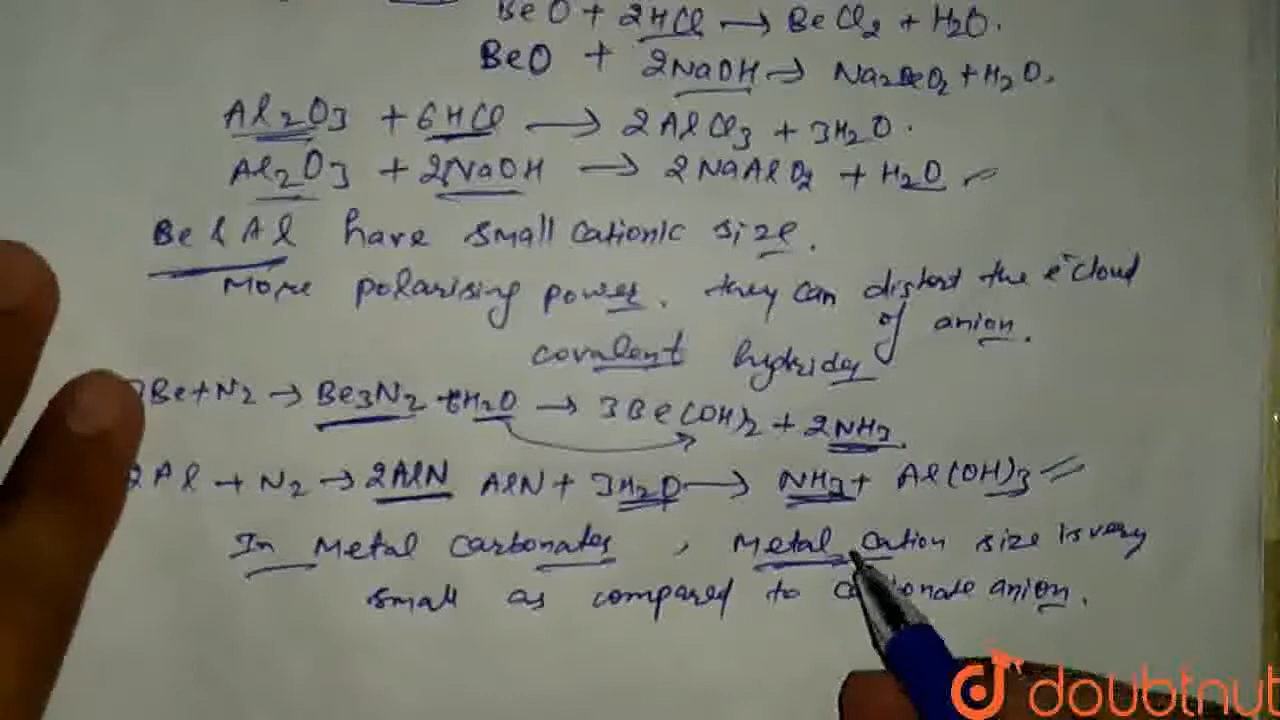 BeO + 2HCl → BeCl2 + H2O.
BeO + 2NaOH → Na2BeO2 + H2O.
Al2O3 + 6HCl → 2AlCl3 + 3H2O.
Al2O3 + 2NaOH → 2NaAlO2 + H2O
Be & Al have small cationic size.
More polarising power. they can distort the e- cloud
of anion.
covalent hydrides
Be + N2 → Be3N2 + 6H2O → 3Be(OH)2 + 2NH3.
2Al + N2 → 2AlN AlN + 3H2O → NH3 + Al(OH)3
In Metal Carbonates, Metal Cation size is very
small as compared to anion.
doubtnut